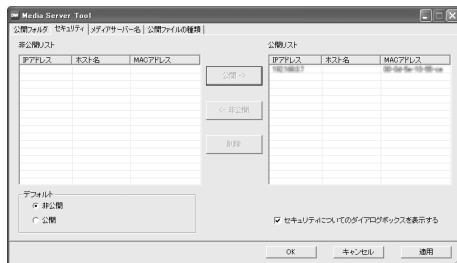 Media Server Tool
公開フォルダ セキュリティ メディアサーバー名 公開ファイルの種類
非公開リスト 公開リスト
IPアドレス ホスト名 MACアドレス IPアドレス ホスト名 MACアドレス
公開 ->
<- 非公開
削除
デフォルト
非公開
公開
セキュリティについてのダイアログボックスを表示する
OK キャンセル 適用